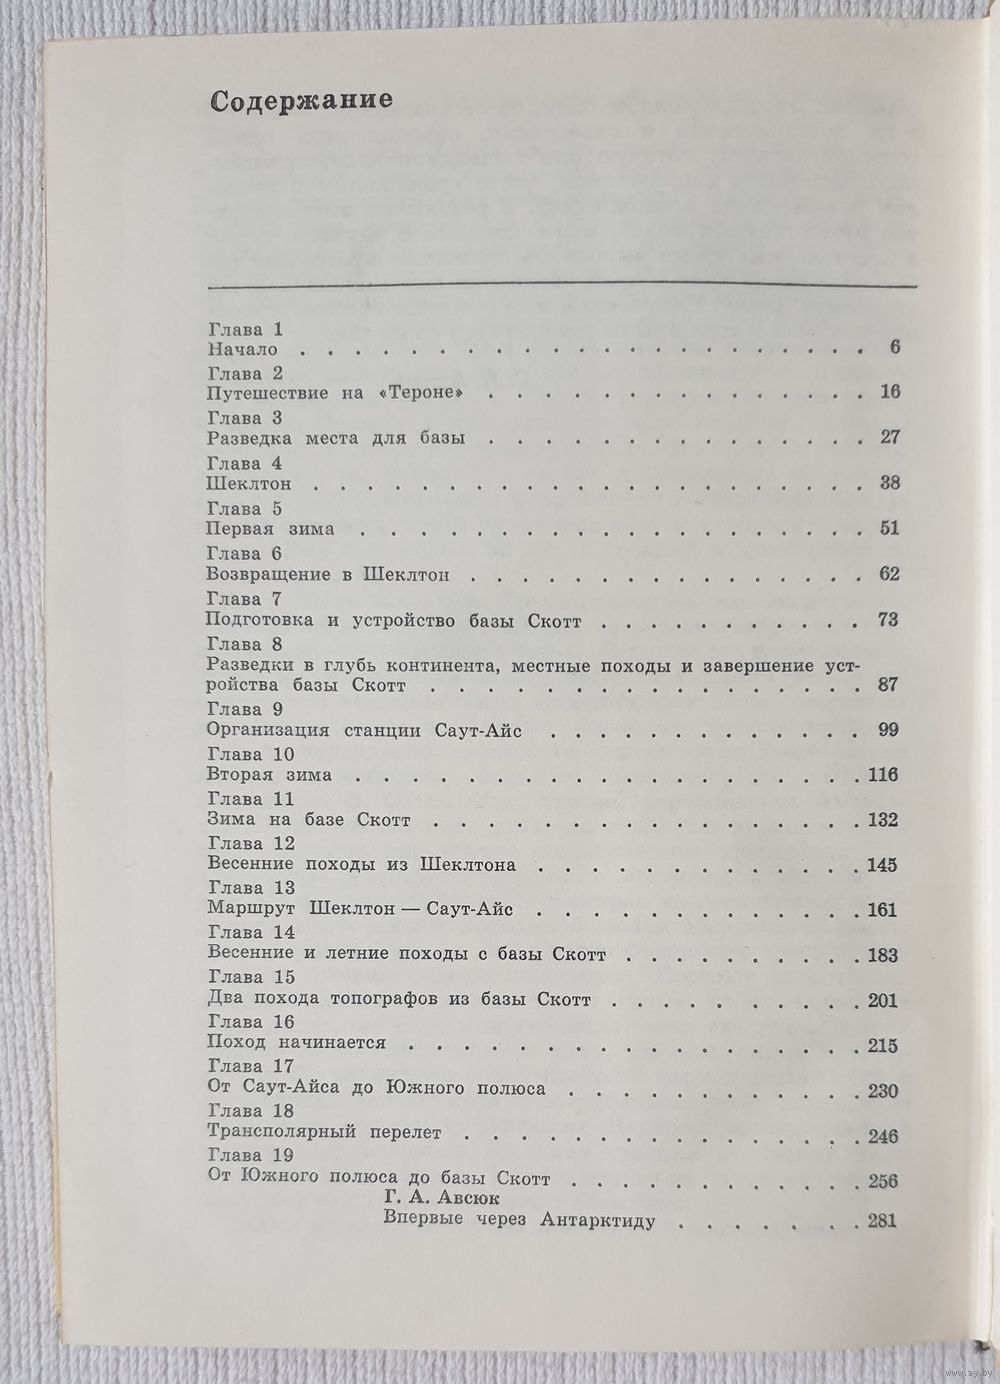 Содержание
Глава 1
Начало . . . . . . . . . . . . . . . . . . . . . 6
Глава 2
Путешествие на «Тероне» . . . . . . . . . . . . . . 16
Глава 3
Разведка места для базы . . . . . . . . . . . . . . 27
Глава 4
Шеклтон . . . . . . . . . . . . . . . . . . . . . 38
Глава 5
Первая зима . . . . . . . . . . . . . . . . . . . 51
Глава 6
Возвращение в Шеклтон . . . . . . . . . . . . . . . 62
Глава 7
Подготовка и устройство базы Скотт . . . . . . . . . . 73
Глава 8
Разведки в глубь континента, местные походы и завершение уст-
ройства базы Скотт . . . . . . . . . . . . . . . . 87
Глава 9
Организация станции Саут-Айс . . . . . . . . . . . . 99
Глава 10
Вторая зима . . . . . . . . . . . . . . . . . . . 116
Глава 11
Зима на базе Скотт . . . . . . . . . . . . . . . . 132
Глава 12
Весенние походы из Шеклтона . . . . . . . . . . . . . 145
Глава 13
Маршрут Шеклтон — Саут-Айс . . . . . . . . . . . . . 161
Глава 14
Весенние и летние походы с базы Скотт . . . . . . . . . . 183
Глава 15
Два похода топографов из базы Скотт . . . . . . . . . . 201
Глава 16
Поход начинается . . . . . . . . . . . . . . . . . 215
Глава 17
От Саут-Айса до Южного полюса . . . . . . . . . . . . 230
Глава 18
Трансполярный перелет . . . . . . . . . . . . . . . 246
Глава 19
От Южного полюса до базы Скотт . . . . . . . . . . . . 256
Г. А. Авсюк
Впервые через Антарктиду . . . . . . . 281
www.ay.by